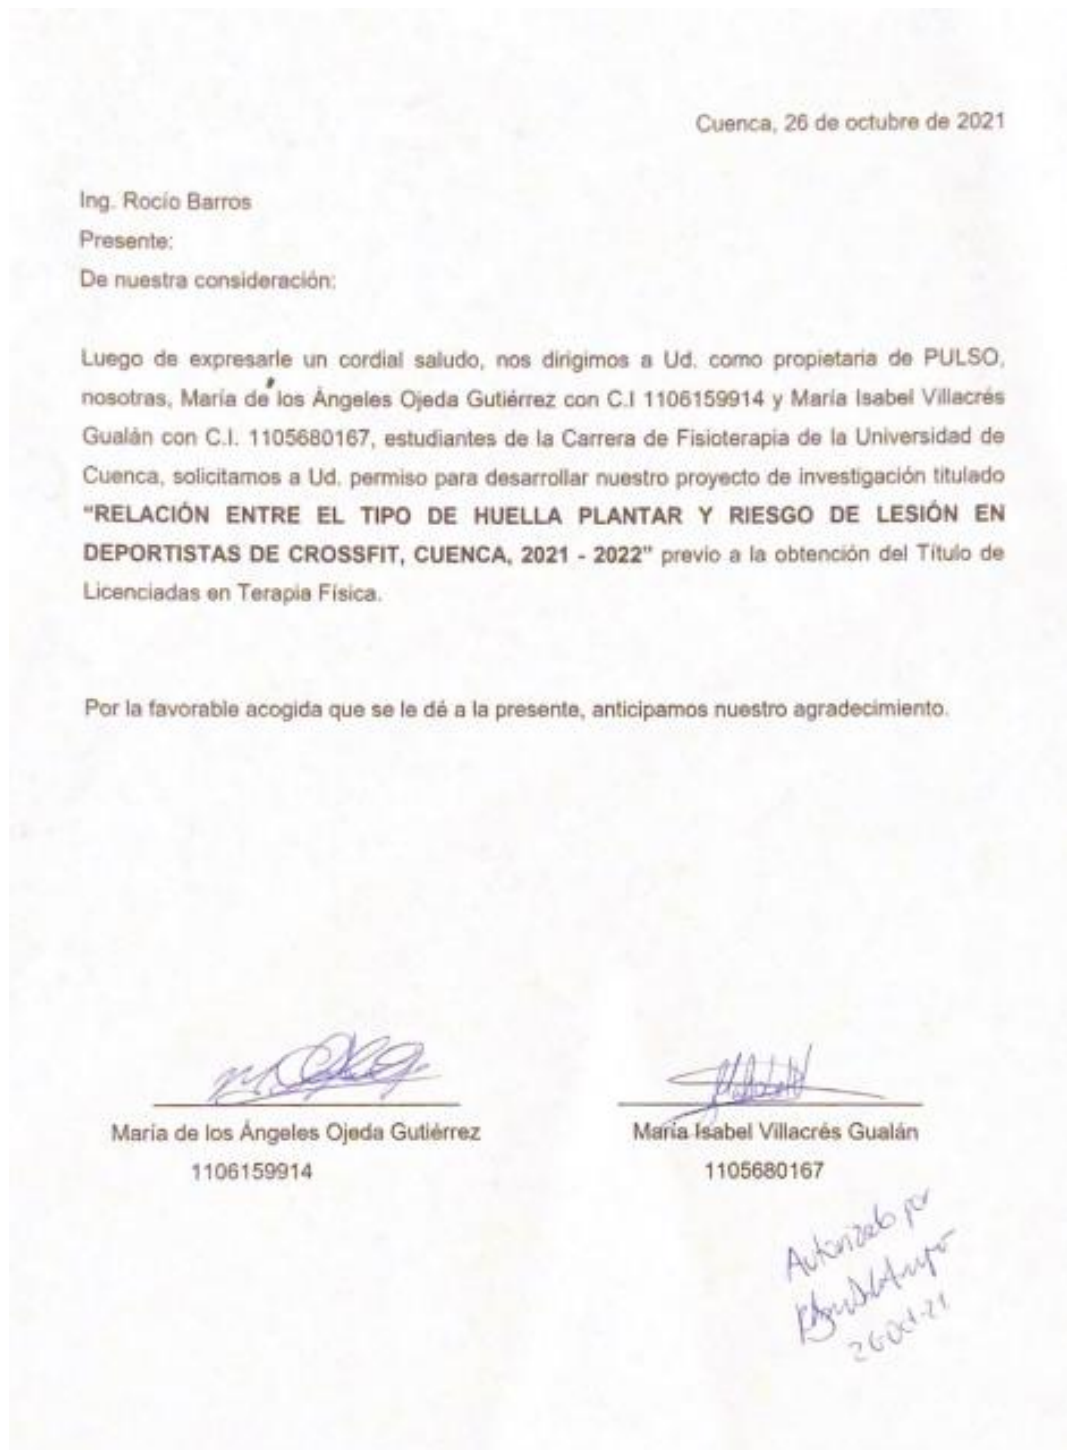 Cuenca, 26 de octubre de 2021
Ing. Rocío Barros
Presente:
De nuestra consideración:
Luego de expresarle un cordial saludo, nos dirigimos a Ud. como propietaria de PULSO,
nosotras, María de los Ángeles Ojeda Gutiérrez con C.I 1106159914 y María Isabel Villacrés
Gualán con C.I. 1105680167, estudiantes de la Carrera de Fisioterapia de la Universidad de
Cuenca, solicitamos a Ud. permiso para desarrollar nuestro proyecto de investigación titulado
“RELACIÓN ENTRE EL TIPO DE HUELLA PLANTAR Y RIESGO DE LESIÓN EN
DEPORTISTAS DE CROSSFIT, CUENCA, 2021 - 2022” previo a la obtención del Título de
Licenciadas en Terapia Física.
Por la favorable acogida que se le dé a la presente, anticipamos nuestro agradecimiento.
María de los Ángeles Ojeda Gutiérrez
1106159914
María Isabel Villacrés Gualán
1105680167
Autorizado por
26 Oct-21